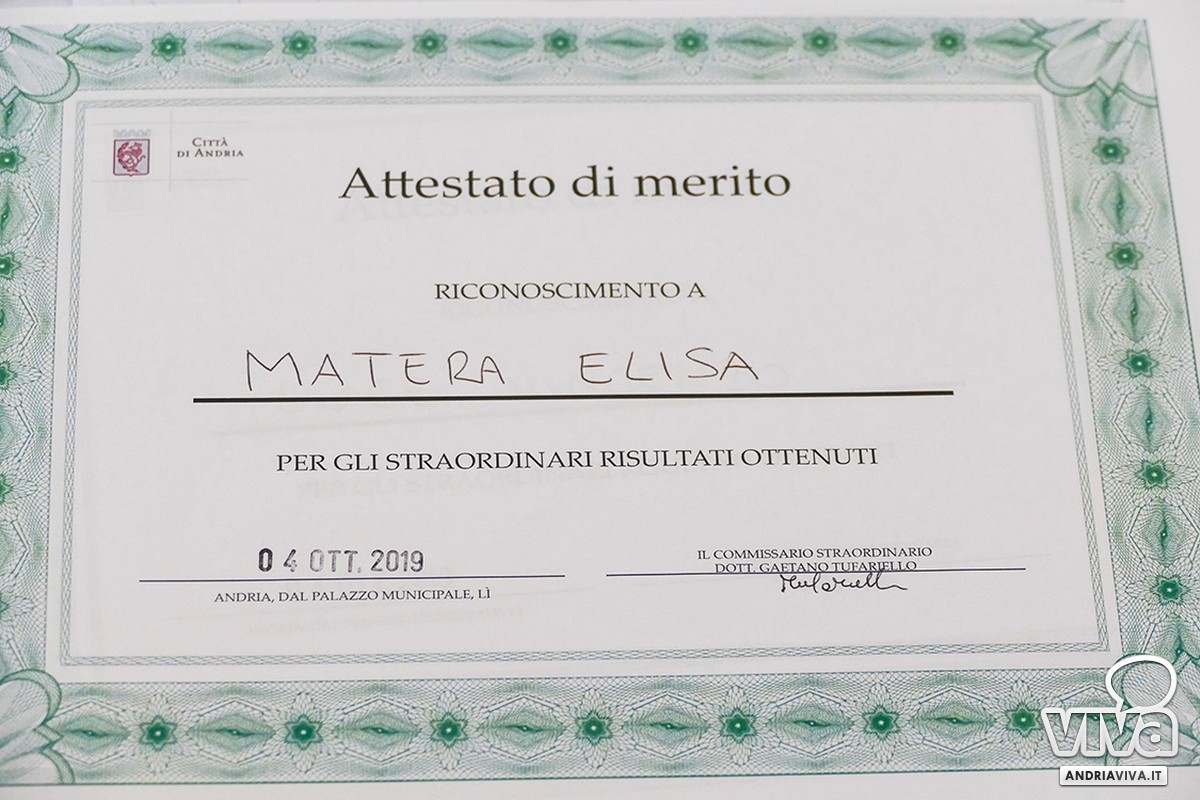 CITTÀ
DI ANDRIA
Attestato di merito
RICONOSCIMENTO A
MATERA ELISA
PER GLI STRAORDINARI RISULTATI OTTENUTI
04 OTT. 2019
ANDRIA, DAL PALAZZO MUNICIPALE, LÌ
IL COMMISSARIO STRAORDINARIO
DOTT. GAETANO TUFARIELLO
Tufariello
viva
ANDRIAVIVA.IT